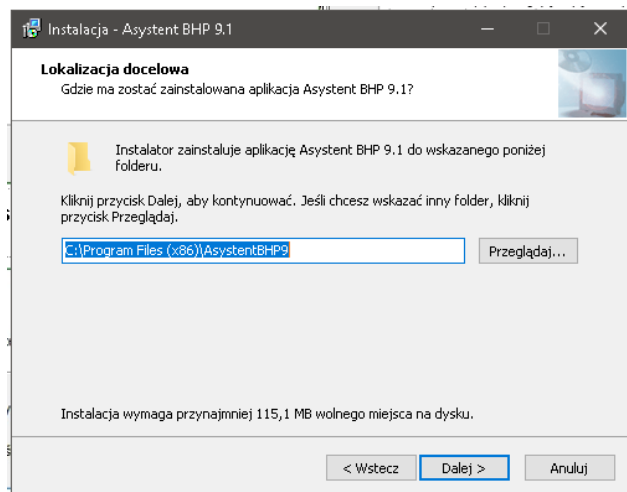 Instalacja - Asystent BHP 9.1
Lokalizacja docelowa
Gdzie ma zostać zainstalowana aplikacja Asystent BHP 9.1?
Instalator zainstaluje aplikację Asystent BHP 9.1 do wskazanego poniżej
folderu.
Kliknij przycisk Dalej, aby kontynuować. Jeśli chcesz wskazać inny folder, kliknij
przycisk Przeglądaj.
C:\Program Files (x86)\AsystentBHP9
Przeglądaj...
Instalacja wymaga przynajmniej 115,1 MB wolnego miejsca na dysku.
< Wstecz
Dalej >
Anuluj